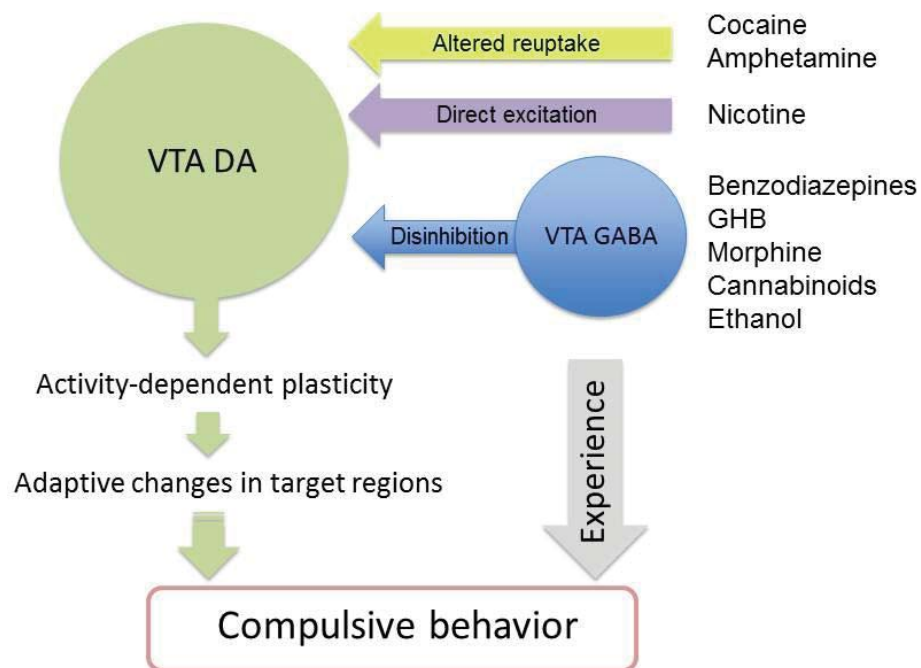 Altered reuptake
Cocaine
Amphetamine
Direct excitation
Nicotine
VTA DA
Disinhibition
VTA GABA
Benzodiazepines
GHB
Morphine
Cannabinoids
Ethanol
Activity-dependent plasticity
Adaptive changes in target regions
Experience
Compulsive behavior